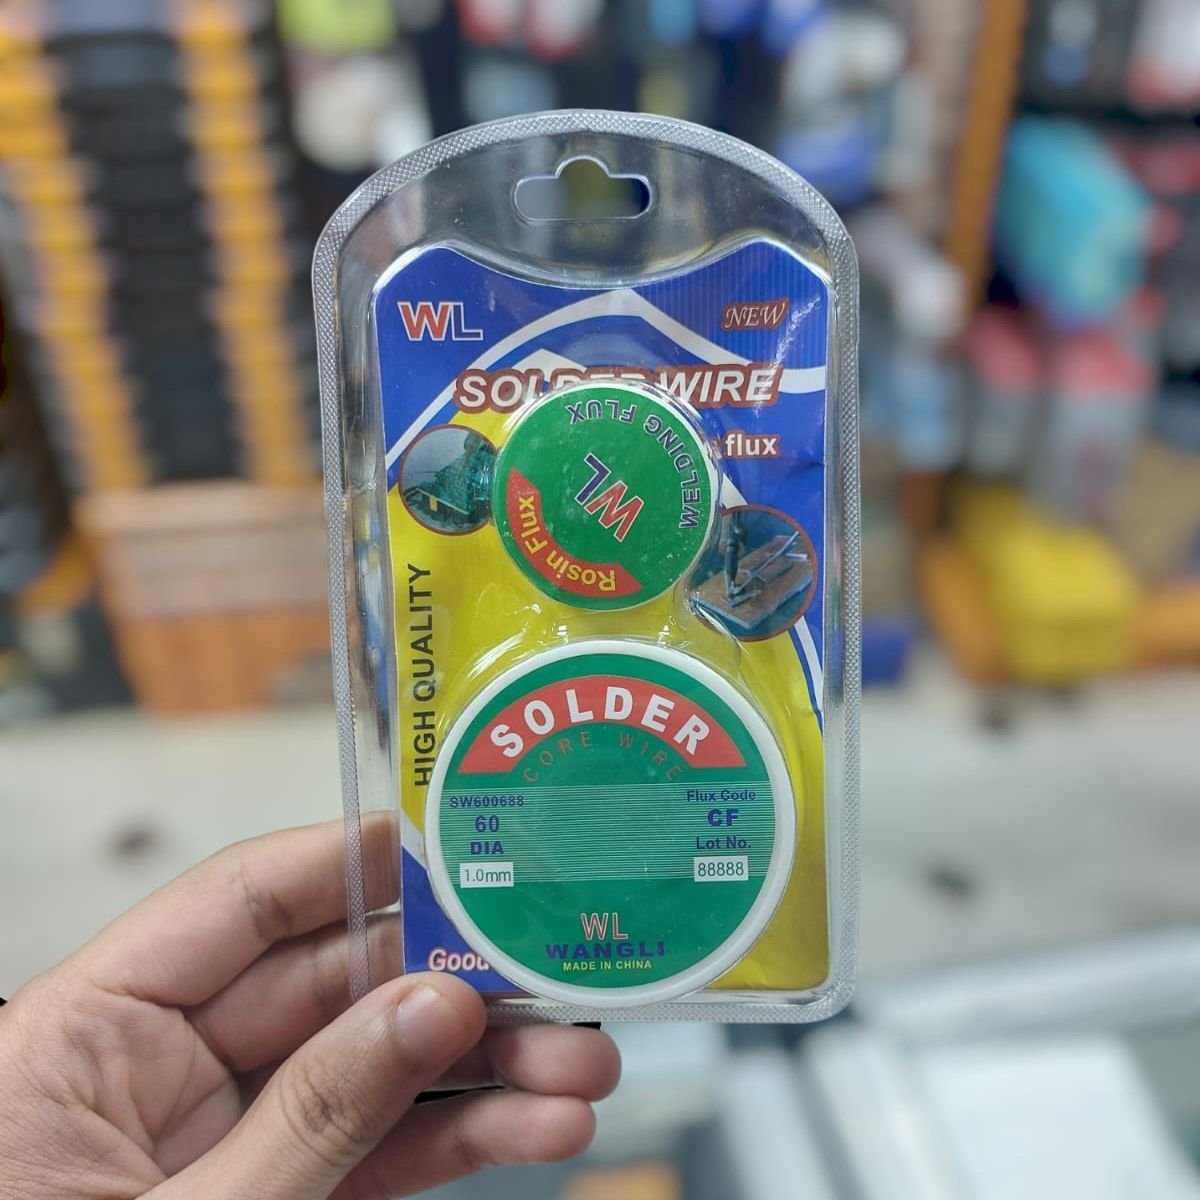 WL
NEW
SOLDER WIRE
flux
WELDING FLUX
WL
Rosin Flux
HIGH QUALITY
SOLDER
CORE WIRE
SW600688
60
DIA
1.0mm
Flux Code
CF
Lot No.
88888
WL
WANGLI
MADE IN CHINA
Good